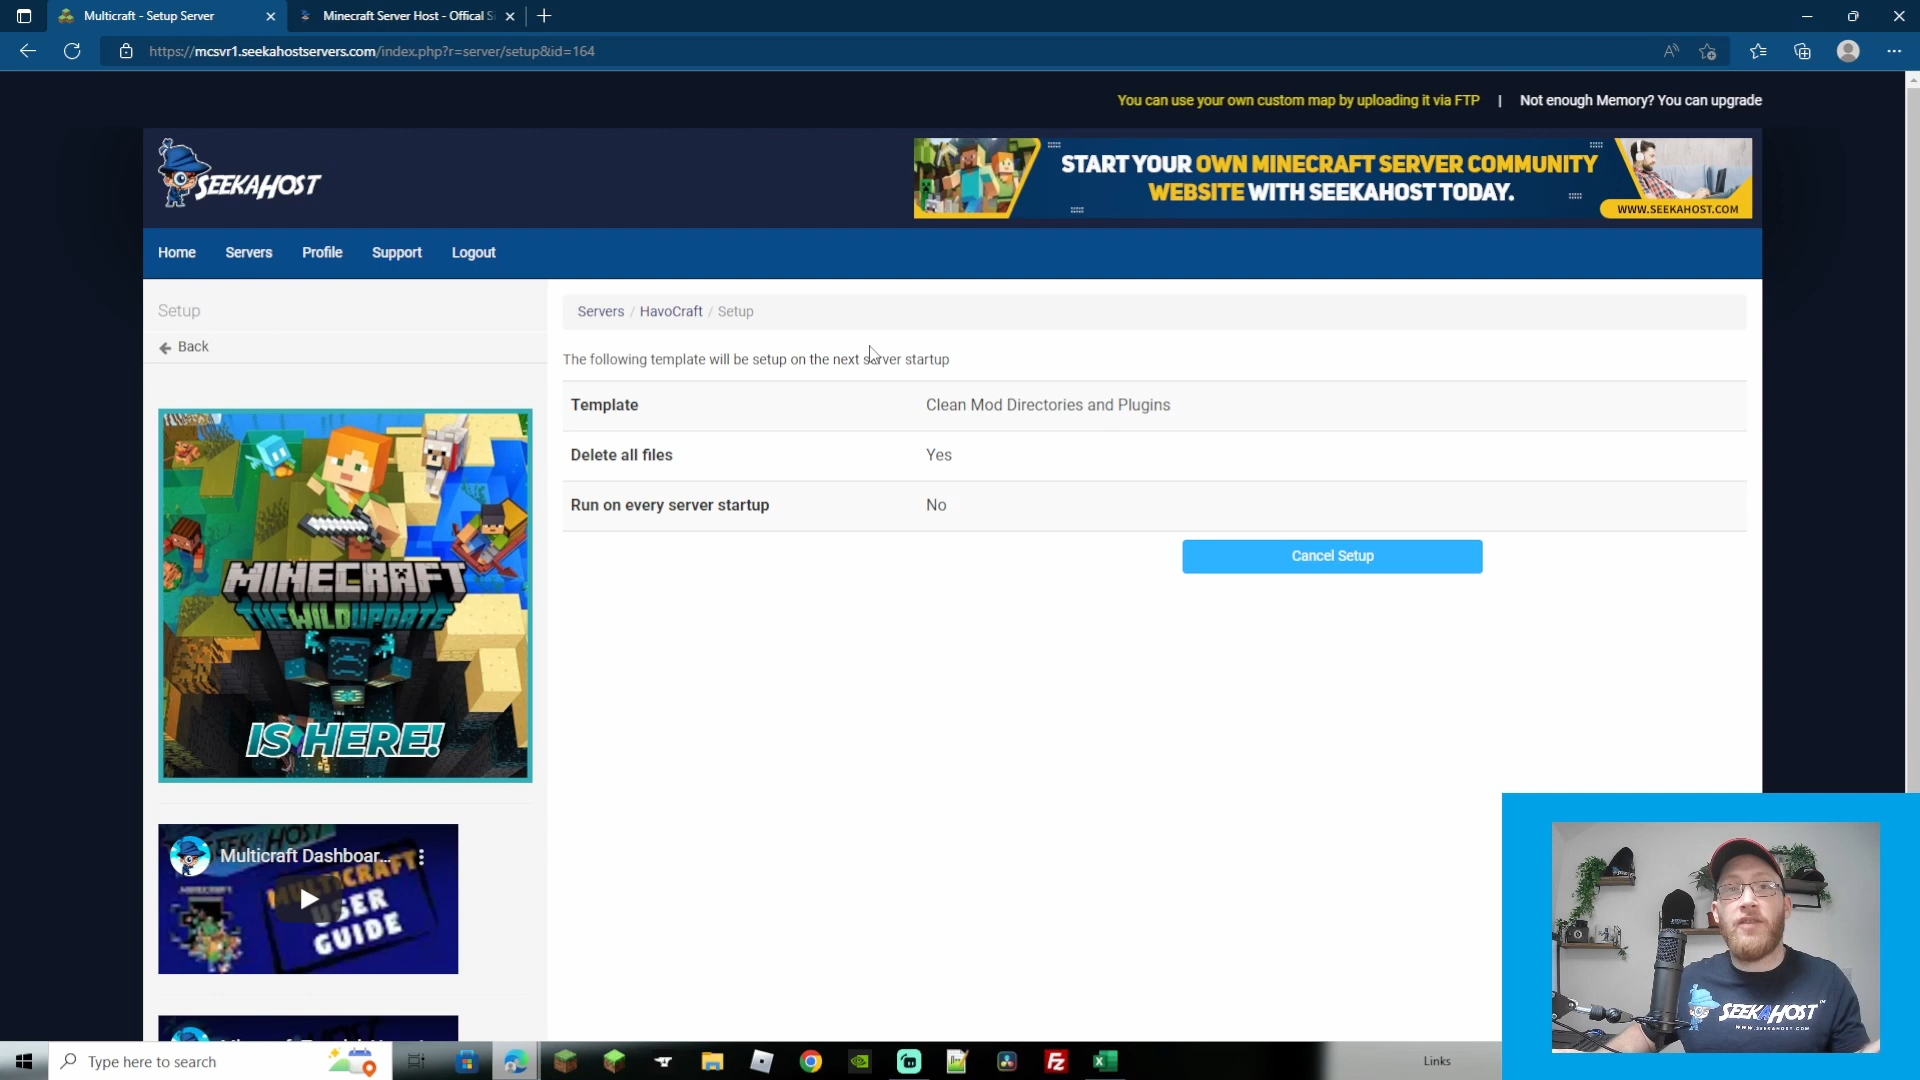 Multicraft - Setup Server
Minecraft Server Host - Offical Si
https://mcsvr1.seekahostservers.com/index.php?r=server/setup&id=164
You can use your own custom map by uploading it via FTP | Not enough Memory? You can upgrade
SEEKAHOST
START YOUR OWN MINECRAFT SERVER COMMUNITY
WEBSITE WITH SEEKAHOST TODAY.
WWW.SEEKAHOST.COM
Home Servers Profile Support Logout
Setup
Back
Servers / HavoCraft / Setup
The following template will be setup on the next server startup
Template Clean Mod Directories and Plugins
Delete all files Yes
Run on every server startup No
Cancel Setup
MINECRAFT
THE WILD UPDATE
IS HERE!
Multicraft Dashboar...
MULTICRAFT
USER
GUIDE
SEEKAHOST
WWW.SEEKAHOST.COM
Type here to search
Links